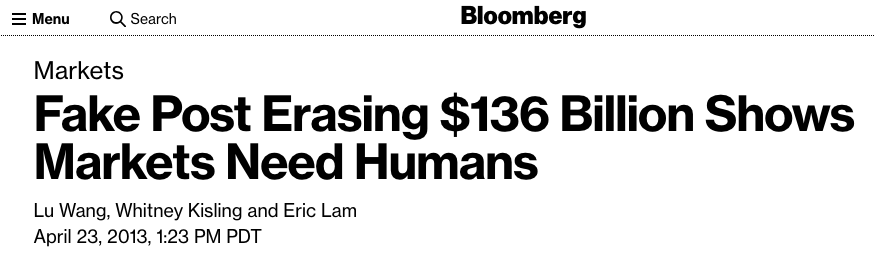 Menu Search Bloomberg
Markets
Fake Post Erasing $136 Billion Shows
Markets Need Humans
Lu Wang, Whitney Kisling and Eric Lam
April 23, 2013, 1:23 PM PDT